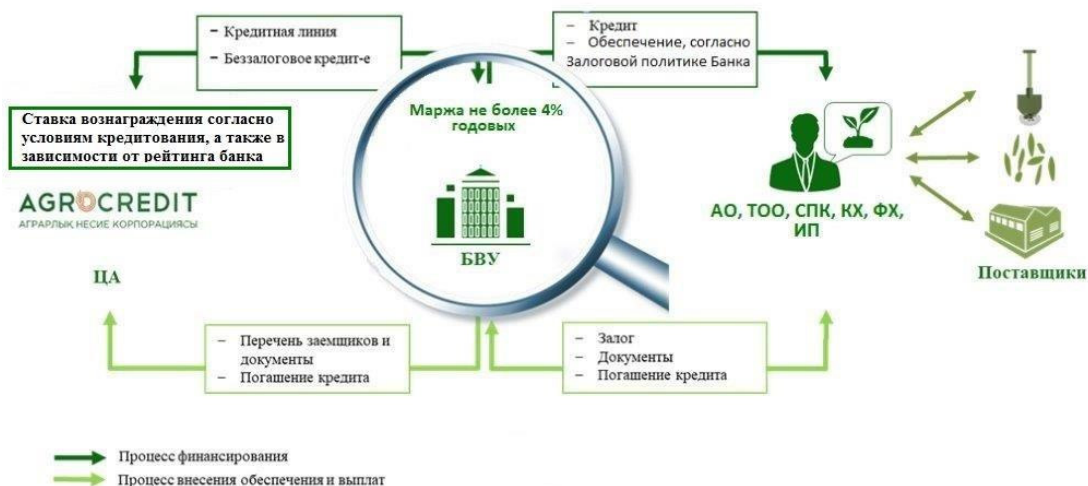 – Кредитная линия
– Беззалоговое кредит-е
– Кредит
– Обеспечение, согласно
Залоговой политике Банка
Ставка вознаграждения согласно
условиям кредитования, а также в
зависимости от рейтинга банка
AGROCREDIT
АГРАРЛЫҚ НЕСИЕ КОРПОРАЦИЯСЫ
ЦА
Маржа не более 4%
годовых
БВУ
АО, ТОО, СПК, КХ, ФХ,
ИП
Поставщики
– Перечень заемщиков и
документы
– Погашение кредита
– Залог
– Документы
– Погашение кредита
Процесс финансирования
Процесс внесения обеспечения и выплат